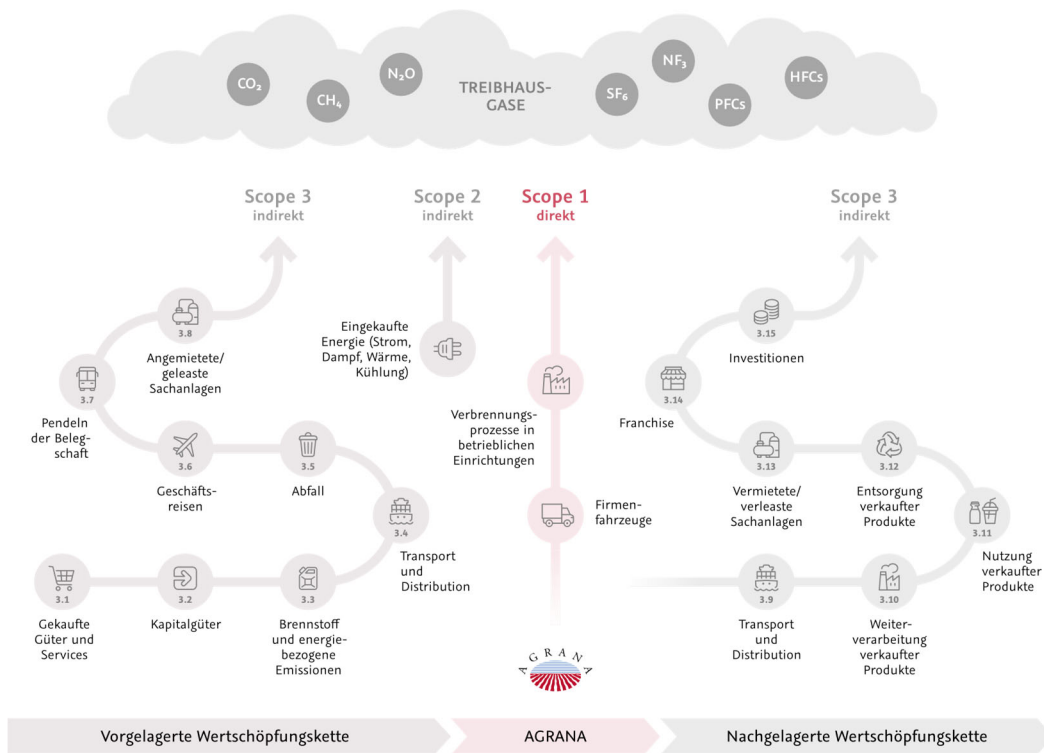 CO₂
CH₄
N₂O
TREIBHAUS-
GASE
SF₆
NF₃
PFCs
HFCs
Scope 3
indirekt
Scope 2
indirekt
Scope 1
direkt
Scope 3
indirekt
3.8
Angemietete/
geleaste
Sachanlagen
3.7
Pendeln
der Beleg-
schaft
3.6
Geschäfts-
reisen
3.5
Abfall
3.4
Transport
und
Distribution
3.1
Gekaufte
Güter und
Services
3.2
Kapitalgüter
3.3
Brennstoff
und energie-
bezogene
Emissionen
Eingekaufte
Energie (Strom,
Dampf, Wärme,
Kühlung)
Verbrennungs-
prozesse in
betrieblichen
Einrichtungen
Firmen-
fahrzeuge
3.15
Investitionen
3.14
Franchise
3.13
Vermietete/
verleaste
Sachanlagen
3.12
Entsorgung
verkaufter
Produkte
3.11
Nutzung
verkaufter
Produkte
3.9
Transport
und
Distribution
3.10
Weiter-
verarbeitung
verkaufter
Produkte
AGRANA
Vorgelagerte Wertschöpfungskette
AGRANA
Nachgelagerte Wertschöpfungskette